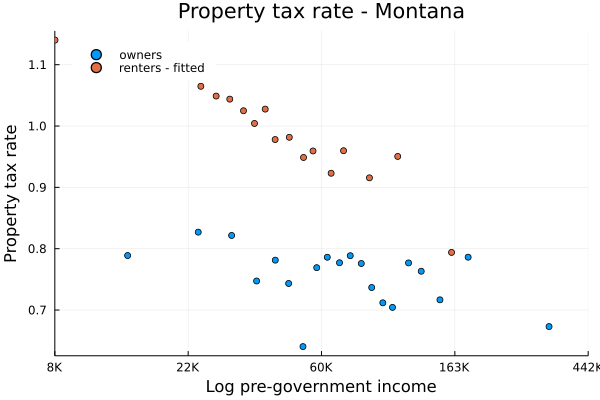 Property tax rate - Montana
owners
renters - fitted
Property tax rate
1.1
1.0
0.9
0.8
0.7
8K
22K
60K
163K
442K
Log pre-government income